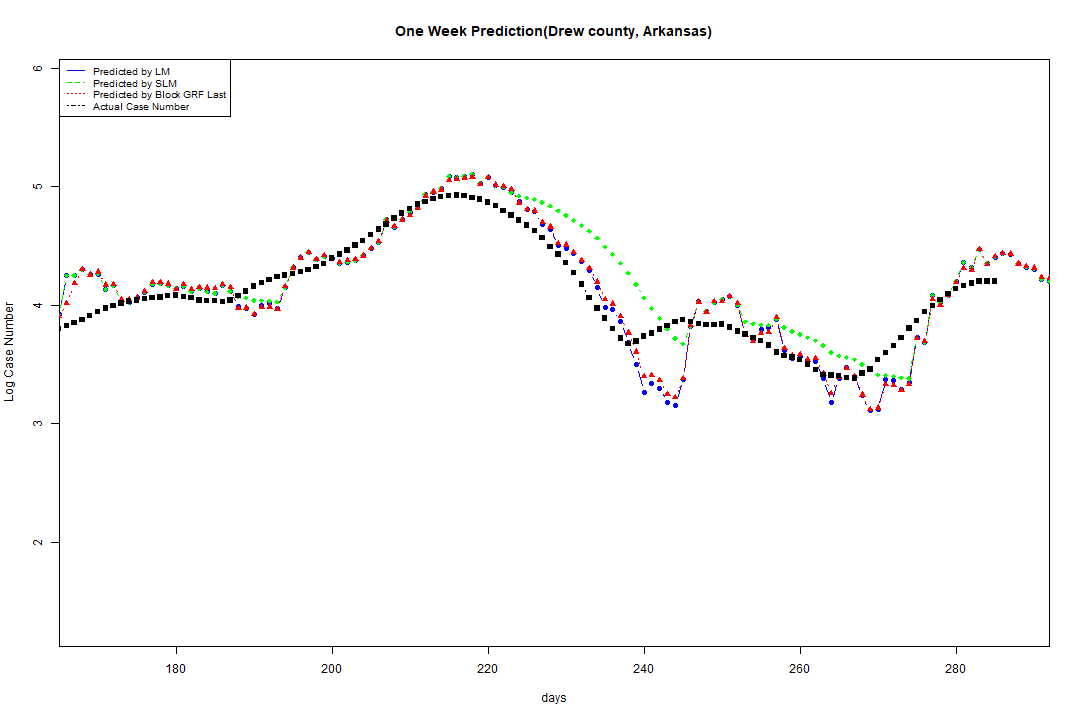 One Week Prediction(Drew county, Arkansas)
Predicted by LM
Predicted by SLM
Predicted by Block GRF Last
Actual Case Number
6
5
4
3
2
Log Case Number
180 200 220 240 260 280
days